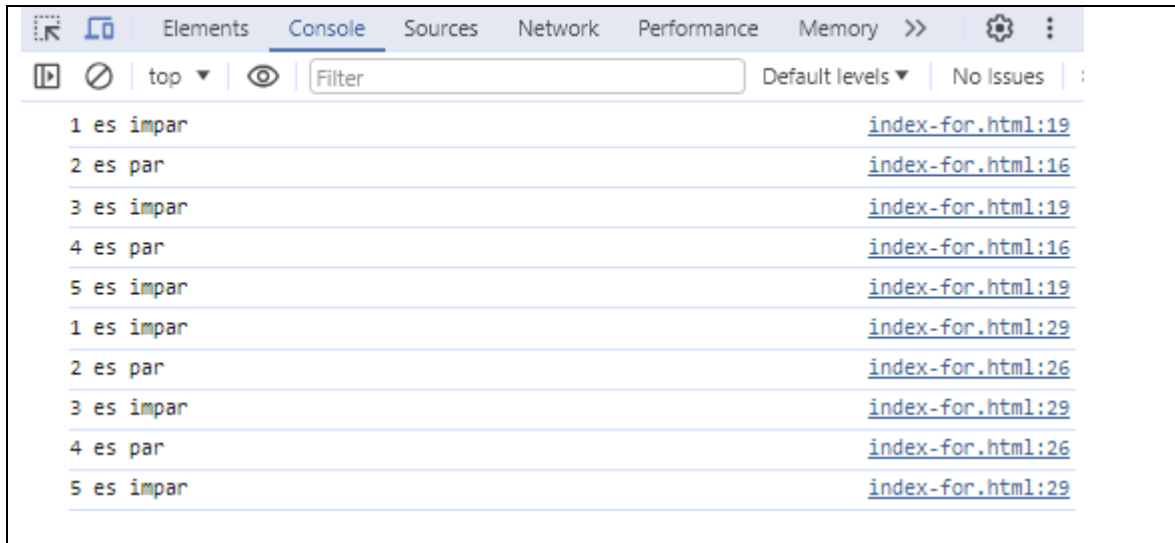 Elements Console Sources Network Performance Memory
top Filter Default levels No Issues
1 es impar index-for.html:19
2 es par index-for.html:16
3 es impar index-for.html:19
4 es par index-for.html:16
5 es impar index-for.html:19
1 es impar index-for.html:29
2 es par index-for.html:26
3 es impar index-for.html:29
4 es par index-for.html:26
5 es impar index-for.html:29